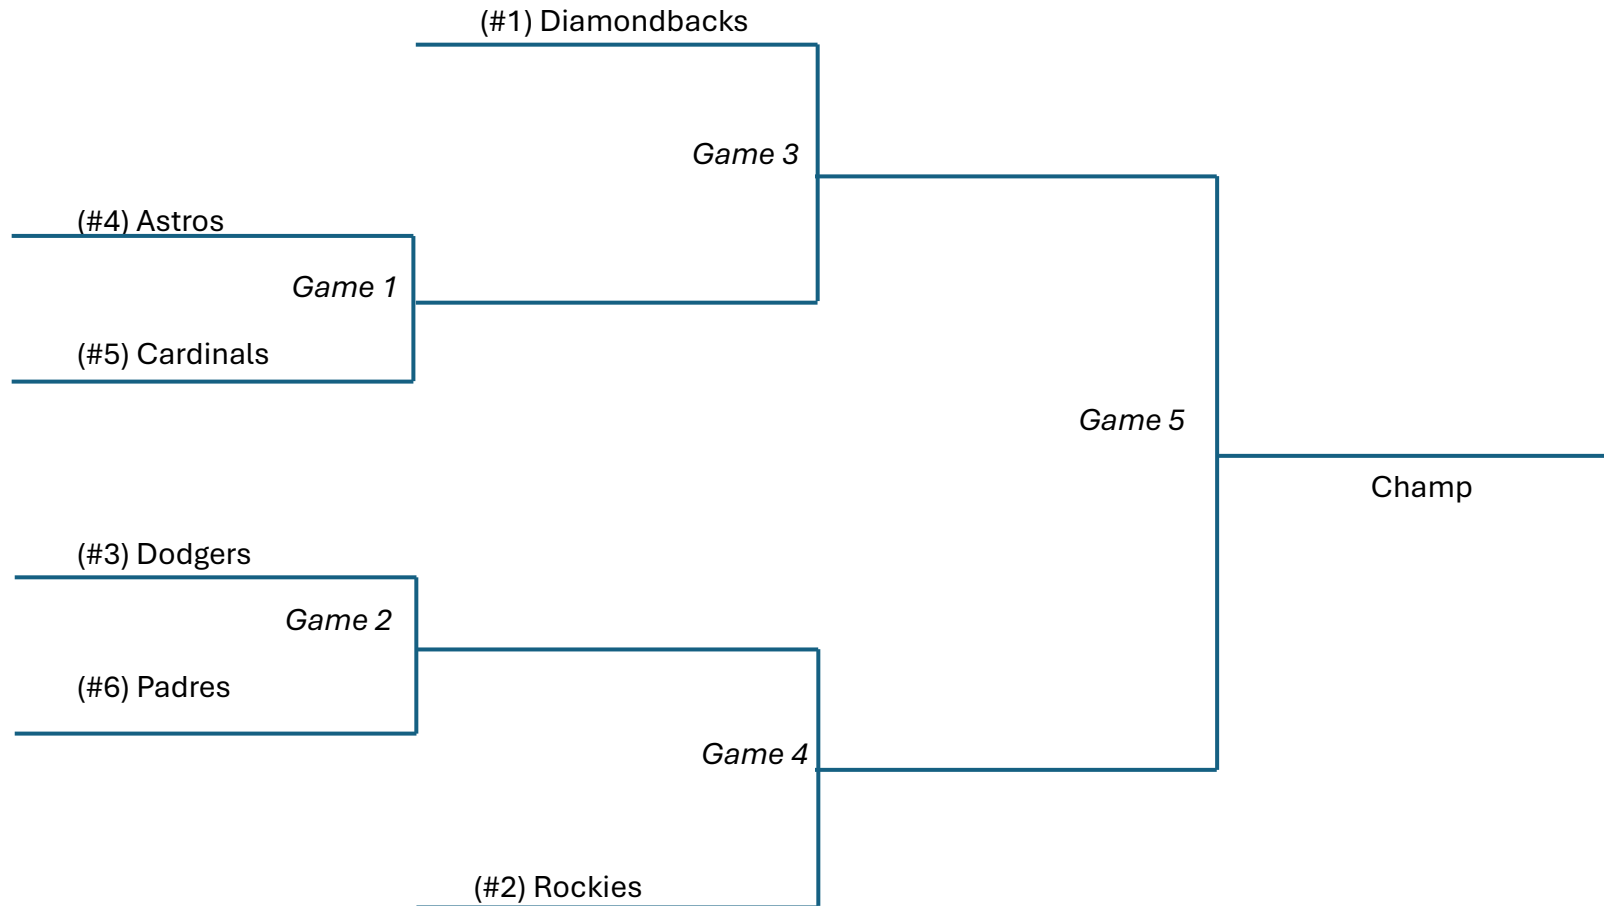 (#1) Diamondbacks
Game 3
(#4) Astros
Game 1
(#5) Cardinals
Game 5
Champ
(#3) Dodgers
Game 2
(#6) Padres
Game 4
(#2) Rockies